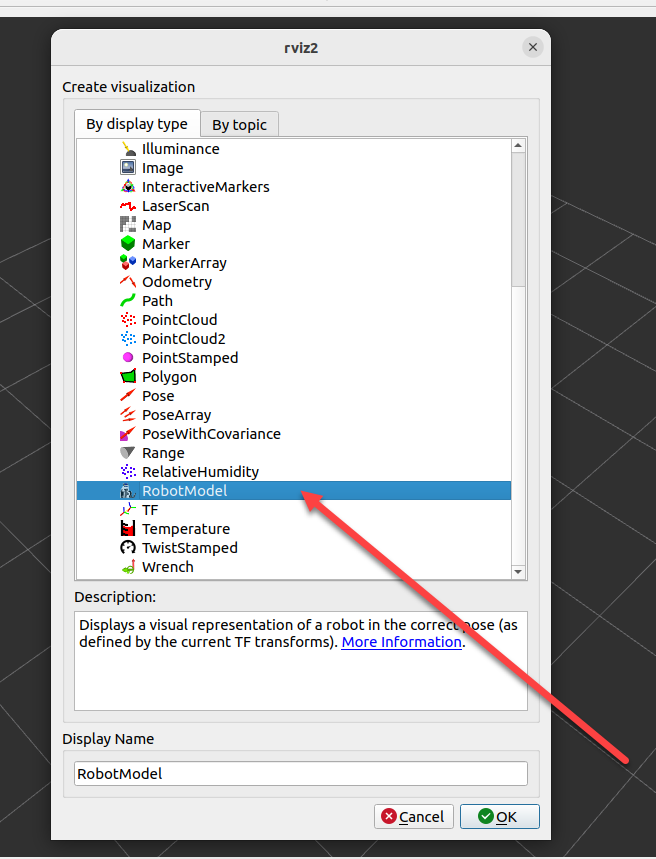 rviz2
Create visualization
By display type
By topic
Illuminance
Image
InteractiveMarkers
LaserScan
Map
Marker
MarkerArray
Odometry
Path
PointCloud
PointCloud2
PointStamped
Polygon
Pose
PoseArray
PoseWithCovariance
Range
RelativeHumidity
RobotModel
TF
Temperature
TwistStamped
Wrench
Description:
Displays a visual representation of a robot in the correct pose (as
defined by the current TF transforms). More Information.
Display Name
RobotModel
Cancel
OK